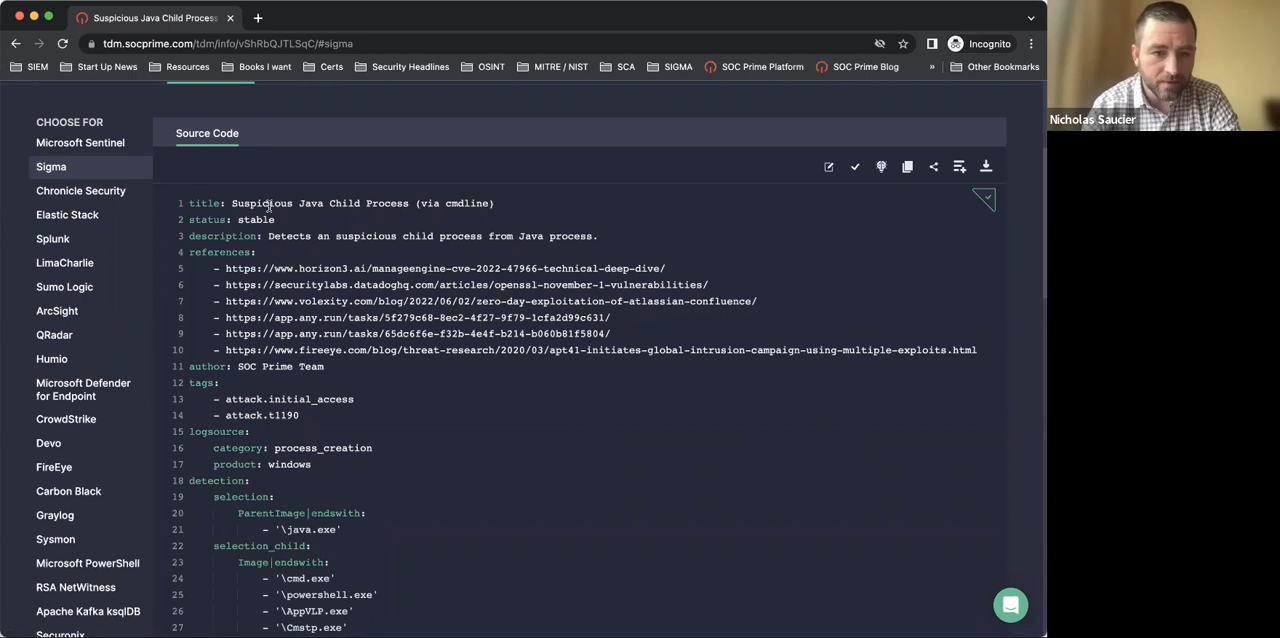 Suspicious Java Child Process
tdm.socprime.com/tdm/info/vShRbQJTLSqC/#sigma
Incognito
SIEM
Start Up News
Resources
Books I want
Certs
Security Headlines
OSINT
MITRE / NIST
SCA
SIGMA
SOC Prime Platform
SOC Prime Blog
»
Other Bookmarks
Nicholas Saucier
CHOOSE FOR
Microsoft Sentinel
Sigma
Chronicle Security
Elastic Stack
Splunk
LimaCharlie
Sumo Logic
ArcSight
QRadar
Humio
Microsoft Defender
for Endpoint
CrowdStrike
Devo
FireEye
Carbon Black
Graylog
Sysmon
Microsoft PowerShell
RSA NetWitness
Apache Kafka ksqlDB
Securonix
Source Code
1 title: Suspicious Java Child Process (via cmdline)
2 status: stable
3 description: Detects an suspicious child process from Java process.
4 references:
5 - https://www.horizon3.ai/manageengine-cve-2022-47966-technical-deep-dive/
6 - https://securitylabs.datadoghq.com/articles/openssl-november-1-vulnerabilities/
7 - https://www.volexity.com/blog/2022/06/02/zero-day-exploitation-of-atlassian-confluence/
8 - https://app.any.run/tasks/5f279c68-8ec2-4f27-9f79-1cfa2d99c631/
9 - https://app.any.run/tasks/65dc6f6e-f32b-4e4f-b214-b060b81f5804/
10 - https://www.fireeye.com/blog/threat-research/2020/03/apt41-initiates-global-intrusion-campaign-using-multiple-exploits.html
11 author: SOC Prime Team
12 tags:
13 - attack.initial_access
14 - attack.t1190
15 logsource:
16 category: process_creation
17 product: windows
18 detection:
19 selection:
20 ParentImage|endswith:
21 - '\java.exe'
22 selection_child:
23 Image|endswith:
24 - '\cmd.exe'
25 - '\powershell.exe'
26 - '\AppVLP.exe'
27 - '\Cmstp.exe'